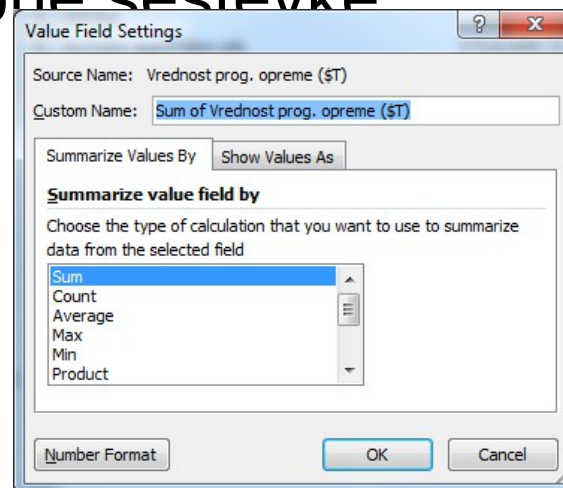 Value Field Settings
Source Name: Vrednost prog. opreme ($T)
Custom Name: Sum of Vrednost prog. opreme ($T)
Summarize Values By Show Values As
Summarize value field by
Choose the type of calculation that you want to use to summarize
data from the selected field
Sum
Count
Average
Max
Min
Product
Number Format OK Cancel